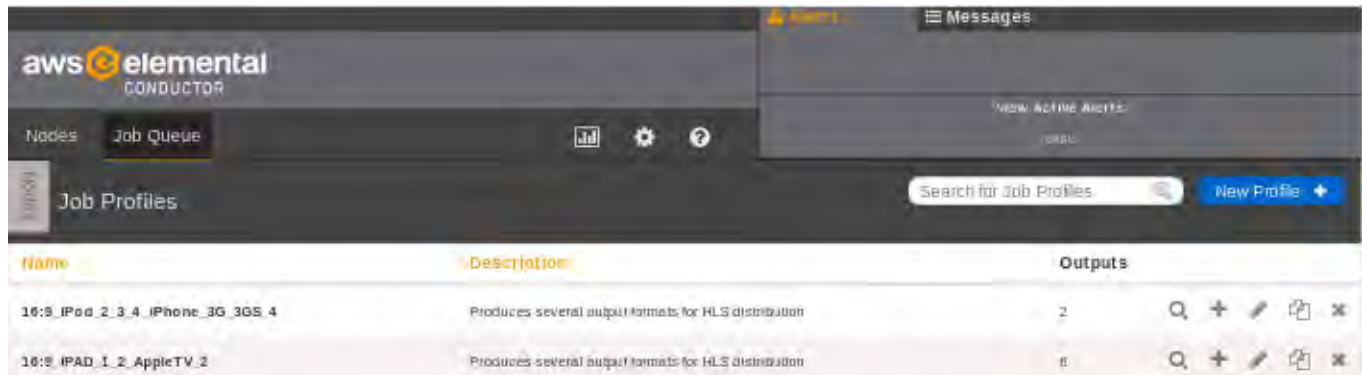 Alerts
Messages
aws elemental
CONDUCTOR
View Active Alerts
Nodes
Job Queue
Job Profiles
Search for Job Profiles
New Profile
Name
Description
Outputs
16:9_iPod_2_3_4_iPhone_3G_3GS_4
Produces several output formats for HLS distribution
2
16:9_iPAD_1_2_AppleTV_2
Produces several output formats for HLS distribution